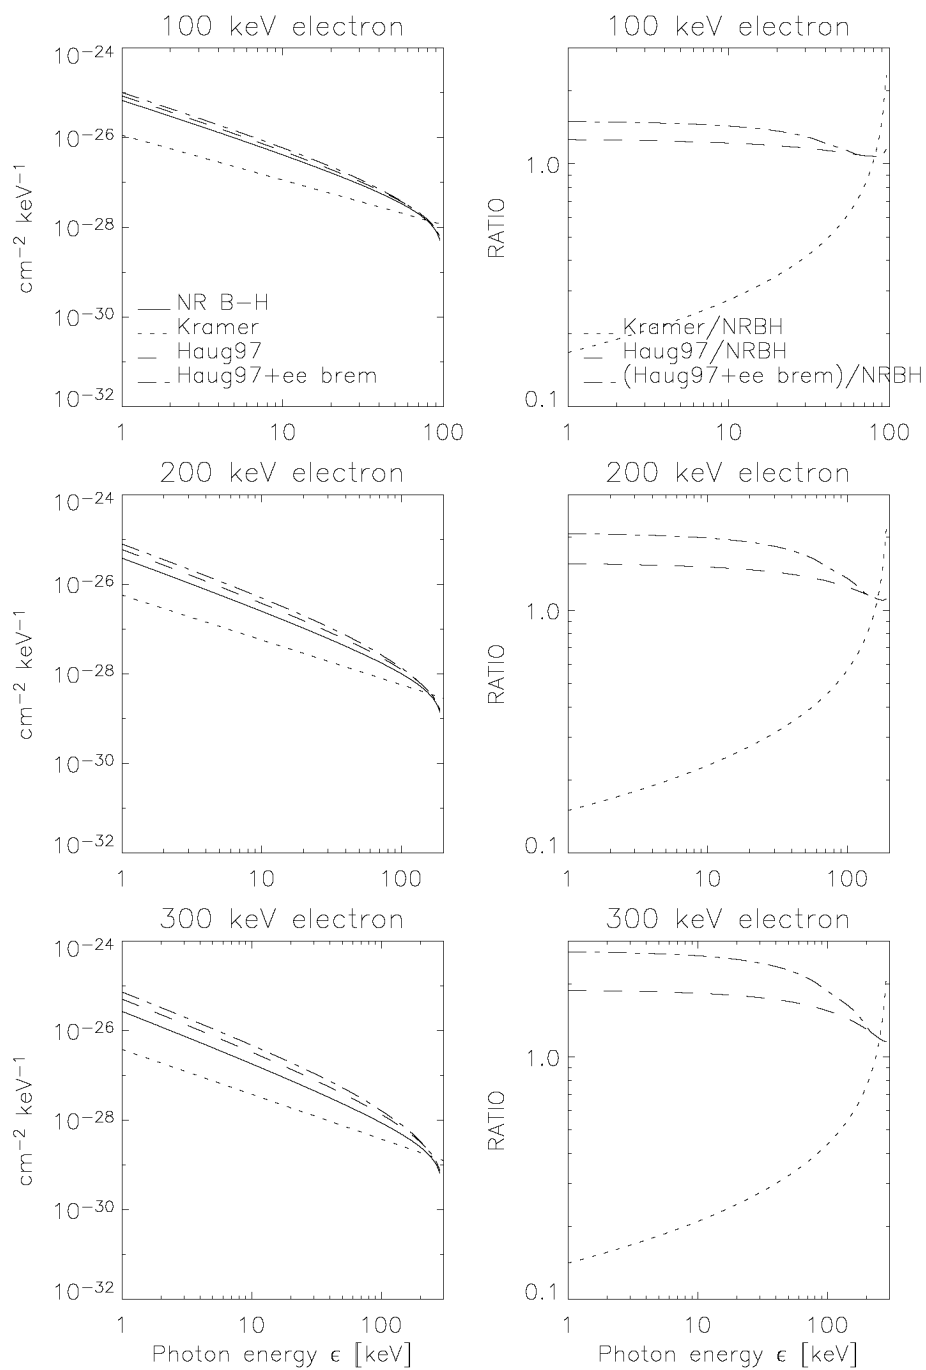 100 keV electron
10−24
10−26
10−28
10−30
10−32
cm−2 keV−1
NR B−H
Kramer
Haug97
Haug97+ee brem
1
10
100
100 keV electron
1.0
0.1
RATIO
Kramer/NRBH
Haug97/NRBH
(Haug97+ee brem)/NRBH
1
10
100
200 keV electron
10−24
10−26
10−28
10−30
10−32
cm−2 keV−1
1
10
100
200 keV electron
1.0
0.1
RATIO
1
10
100
300 keV electron
10−24
10−26
10−28
10−30
10−32
cm−2 keV−1
1
10
100
Photon energy ϵ [keV]
300 keV electron
1.0
0.1
RATIO
1
10
100
Photon energy ϵ [keV]